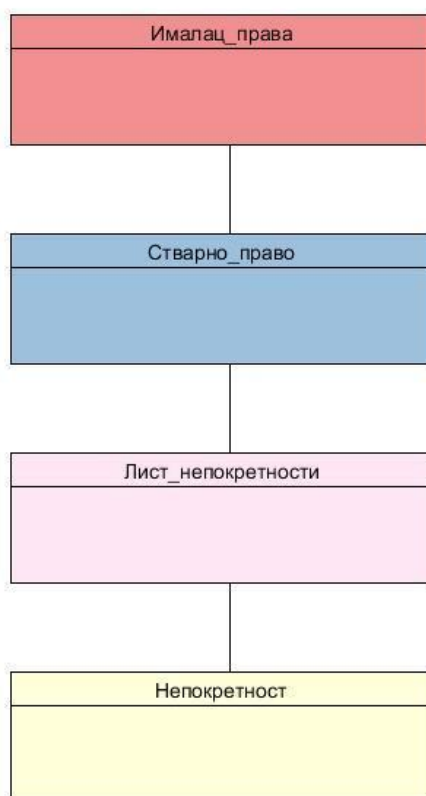 Ималац_права
Стварно_право
Лист_непокретности
Непокретност